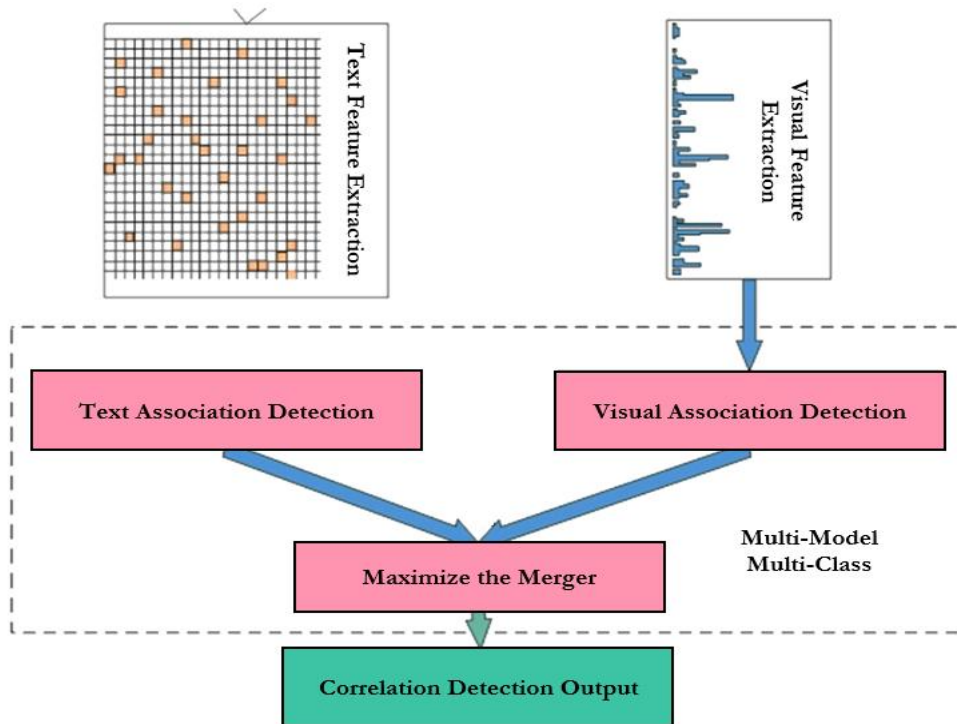 Text Feature Extraction
Visual Feature
Extraction
Text Association Detection
Visual Association Detection
Multi-Model
Multi-Class
Maximize the Merger
Correlation Detection Output